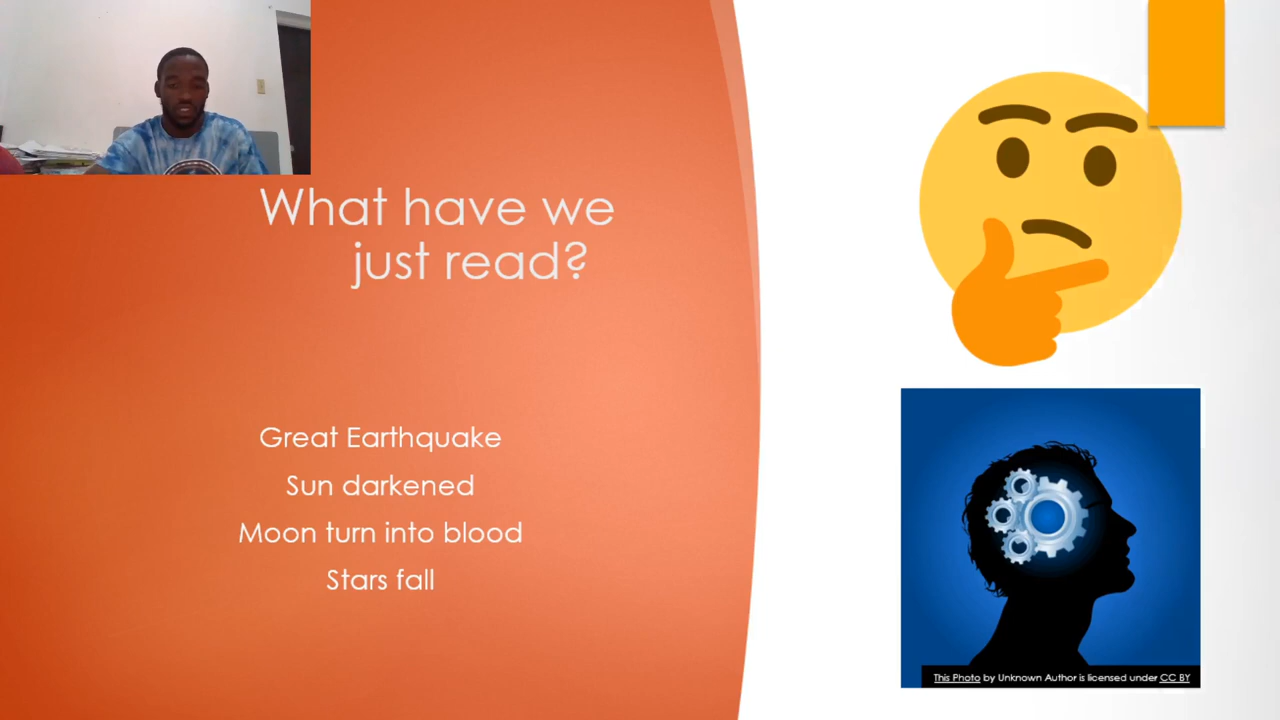 What have we
just read?
Great Earthquake
Sun darkened
Moon turn into blood
Stars fall
This Photo by Unknown Author is licensed under CC BY